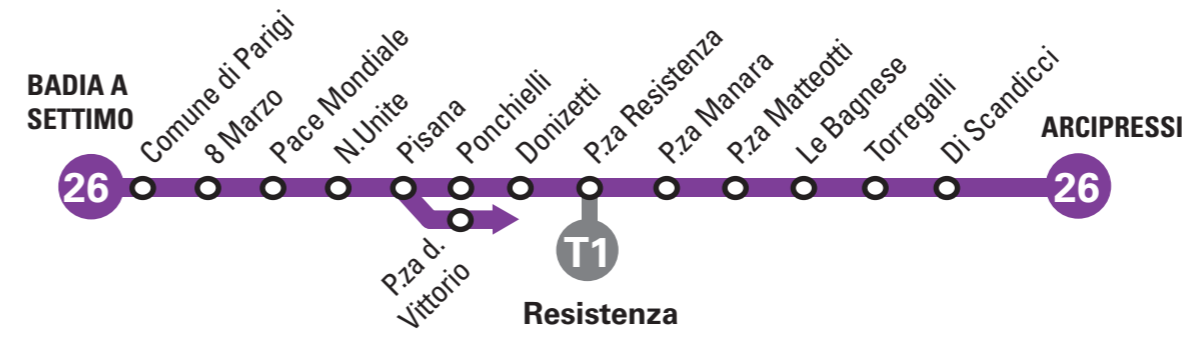 BADIA A
SETTIMO
26
Comune di Parigi
8 Marzo
Pace Mondiale
N.Unite
Pisana
Ponchielli
Donizetti
P.za Resistenza
P.za Manara
P.za Matteotti
Le Bagnese
Torregalli
Di Scandicci
ARCIPRESSI
26
P.za d.
Vittorio
T1
Resistenza